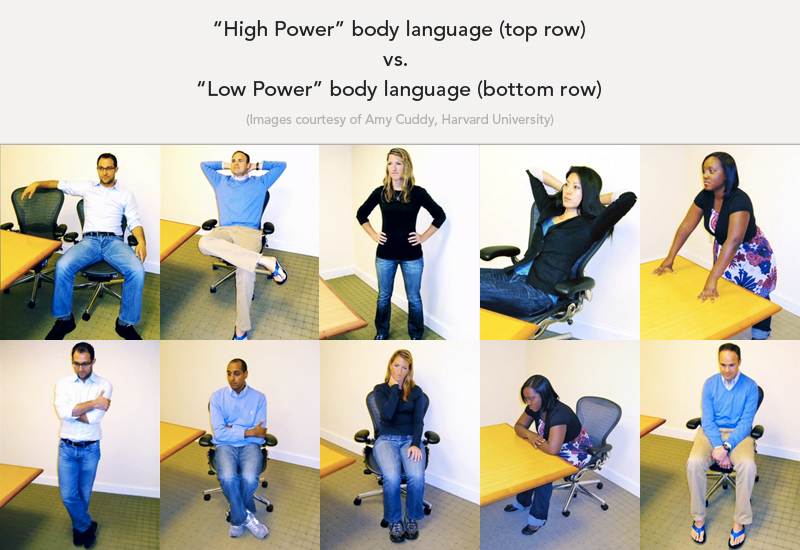 “High Power” body language (top row)
vs.
“Low Power” body language (bottom row)
(Images courtesy of Amy Cuddy, Harvard University)